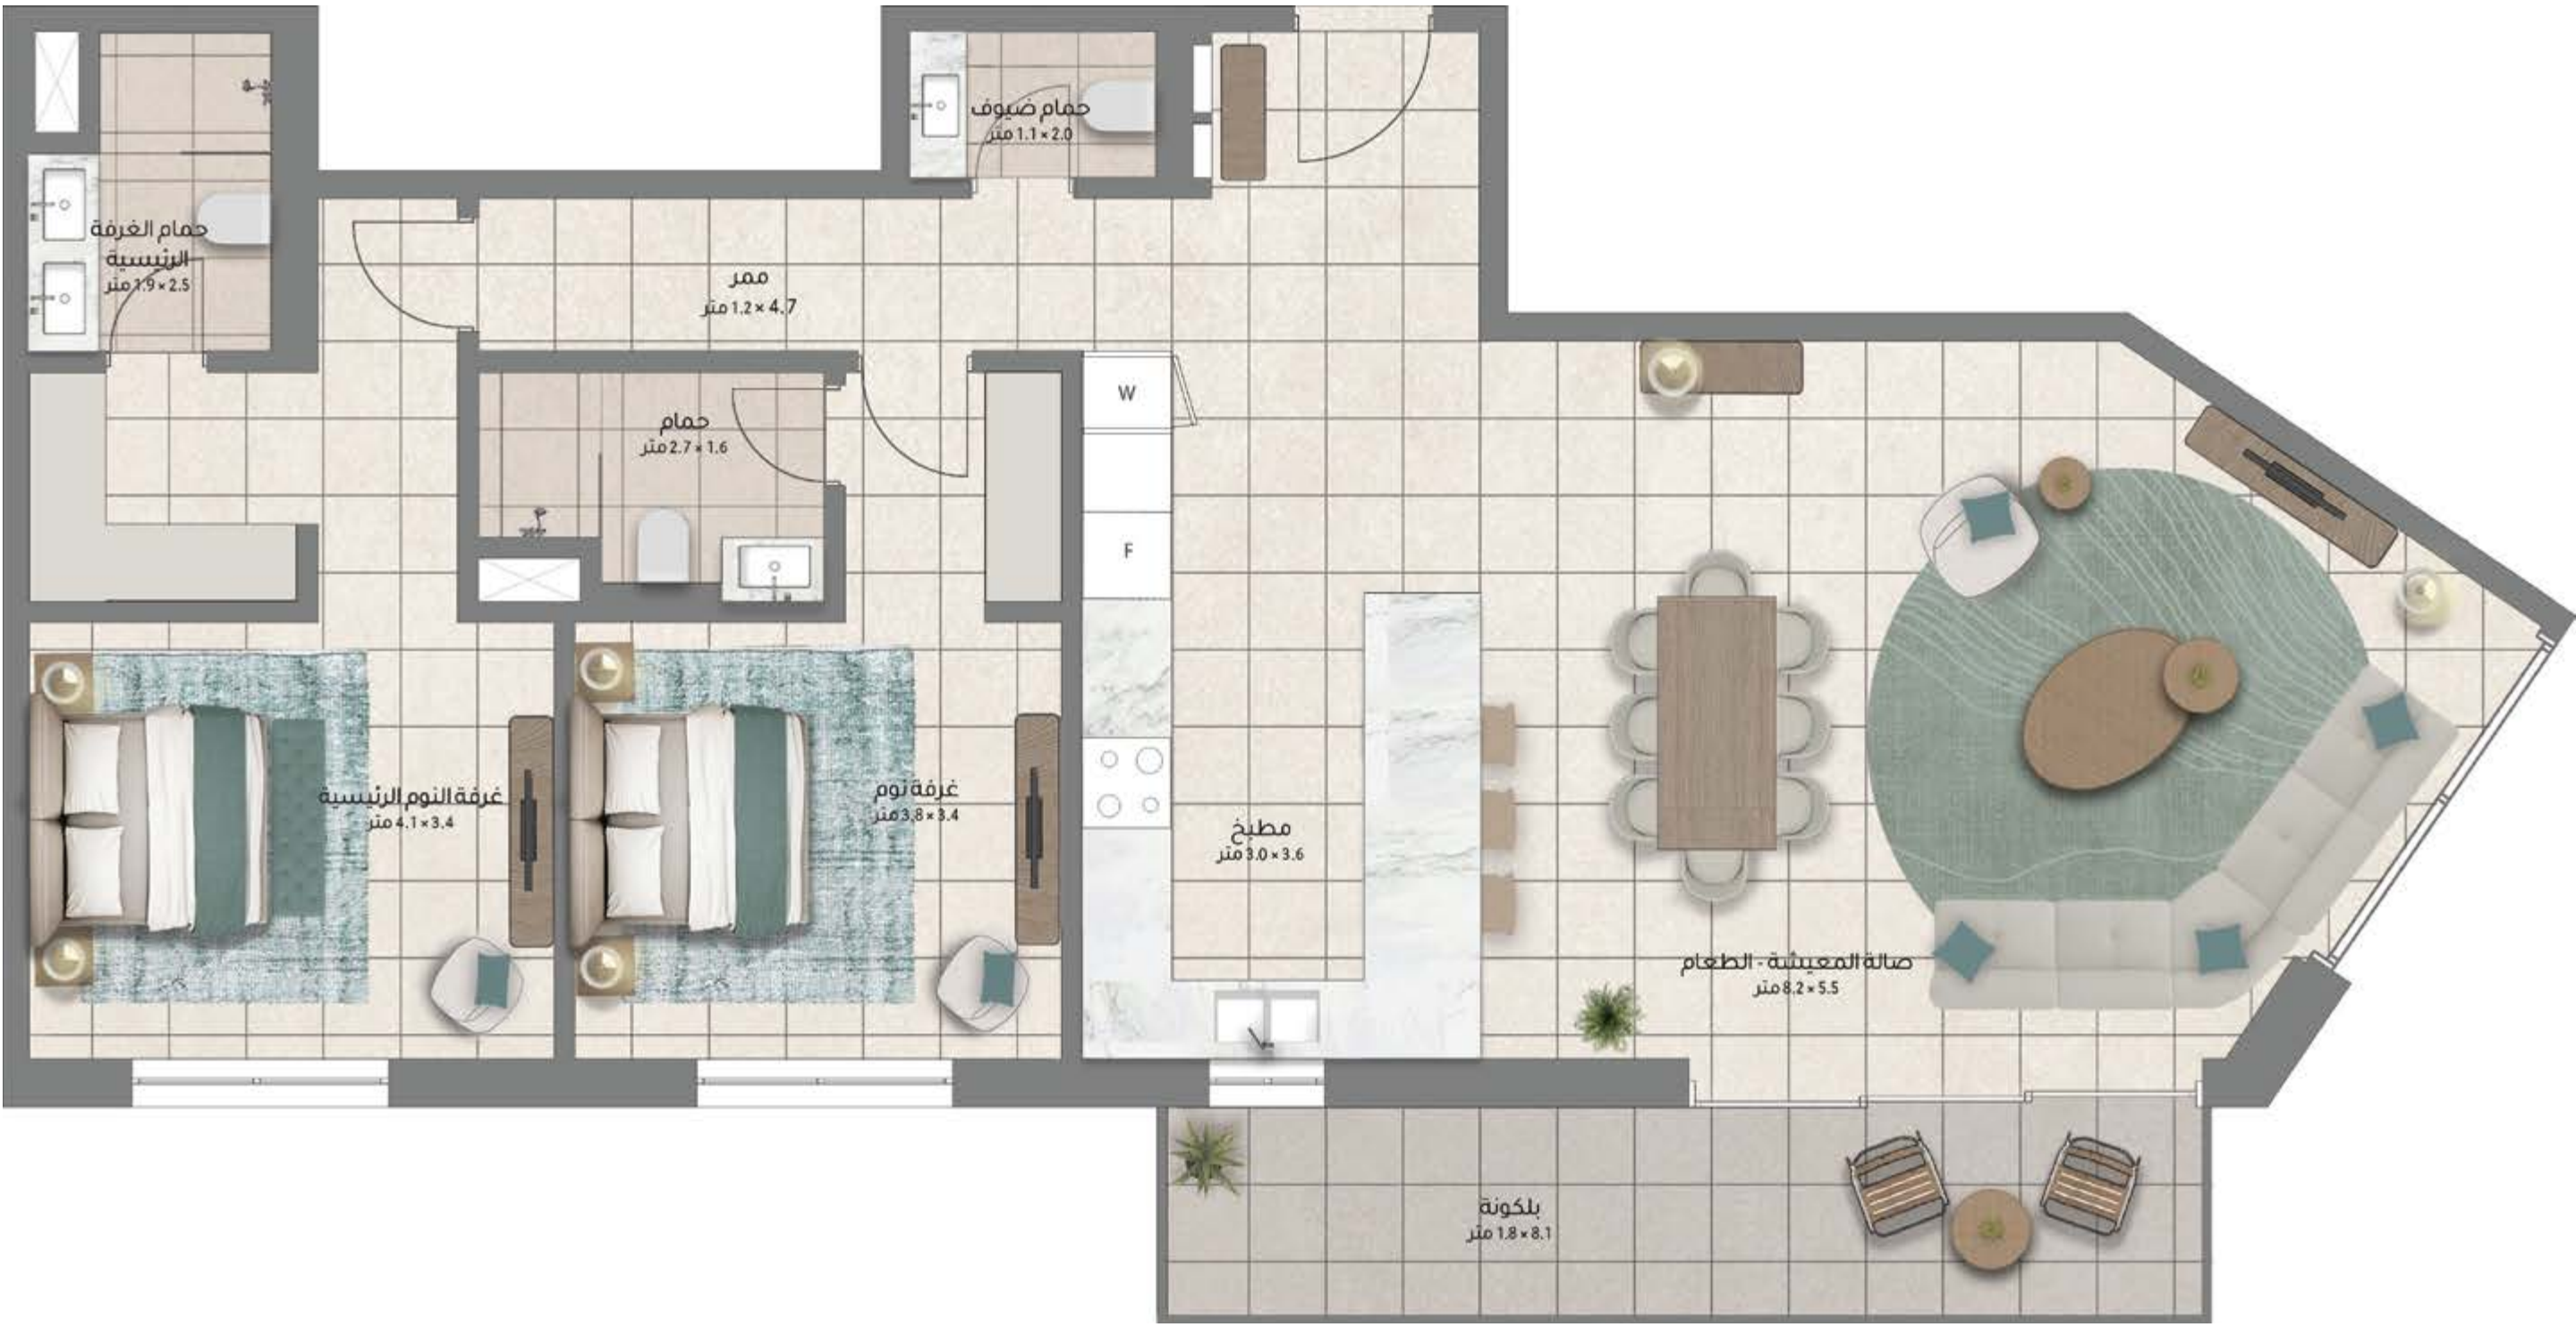 حمام ضيوف
1.1 × 2.0 متر
حمام الغرفة
الرئيسية
1.9 × 2.5 متر
ممر
1.2 × 4.7 متر
W
حمام
2.7 × 1.6 متر
F
غرفة النوم الرئيسية
4.1 × 3.4 متر
غرفة نوم
3.8 × 3.4 متر
مطبخ
3.0 × 3.6 متر
صالة المعيشة - الطعام
8.2 × 5.5 متر
بلكونة
1.8 × 8.1 متر